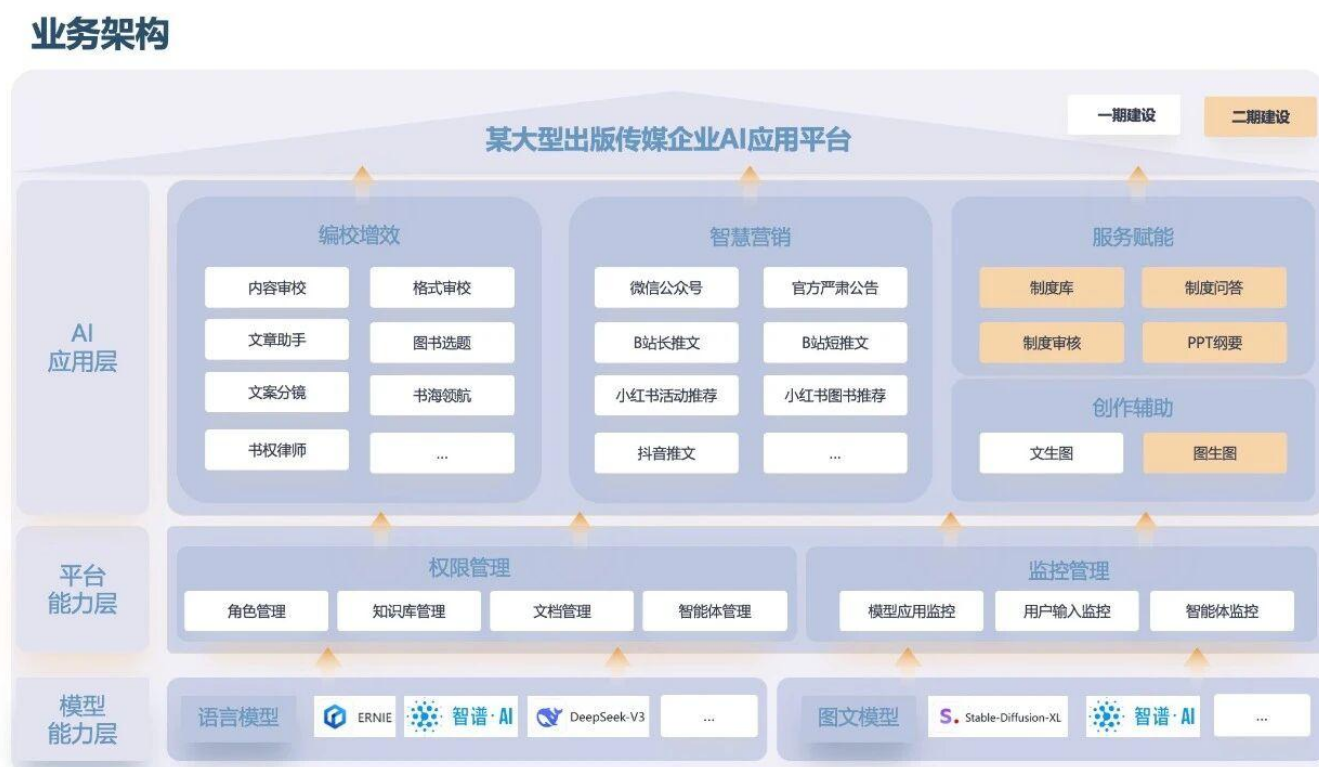 业务架构
一期建设
二期建设
某大型出版传媒企业AI应用平台
AI
应用层
编校增效
内容审校
格式审校
文章助手
图书选题
文案分镜
书海领航
书权律师
...
智慧营销
微信公众号
官方严肃公告
B站长推文
B站短推文
小红书活动推荐
小红书图书推荐
抖音推文
...
服务赋能
制度库
制度问答
制度审核
PPT纲要
创作辅助
文生图
图生图
平台
能力层
权限管理
角色管理
知识库管理
文档管理
智能体管理
监控管理
模型应用监控
用户输入监控
智能体监控
模型
能力层
语言模型
ERNIE
智谱·AI
DeepSeek-V3
...
图文模型
S. Stable-Diffusion-XL
智谱·AI
...